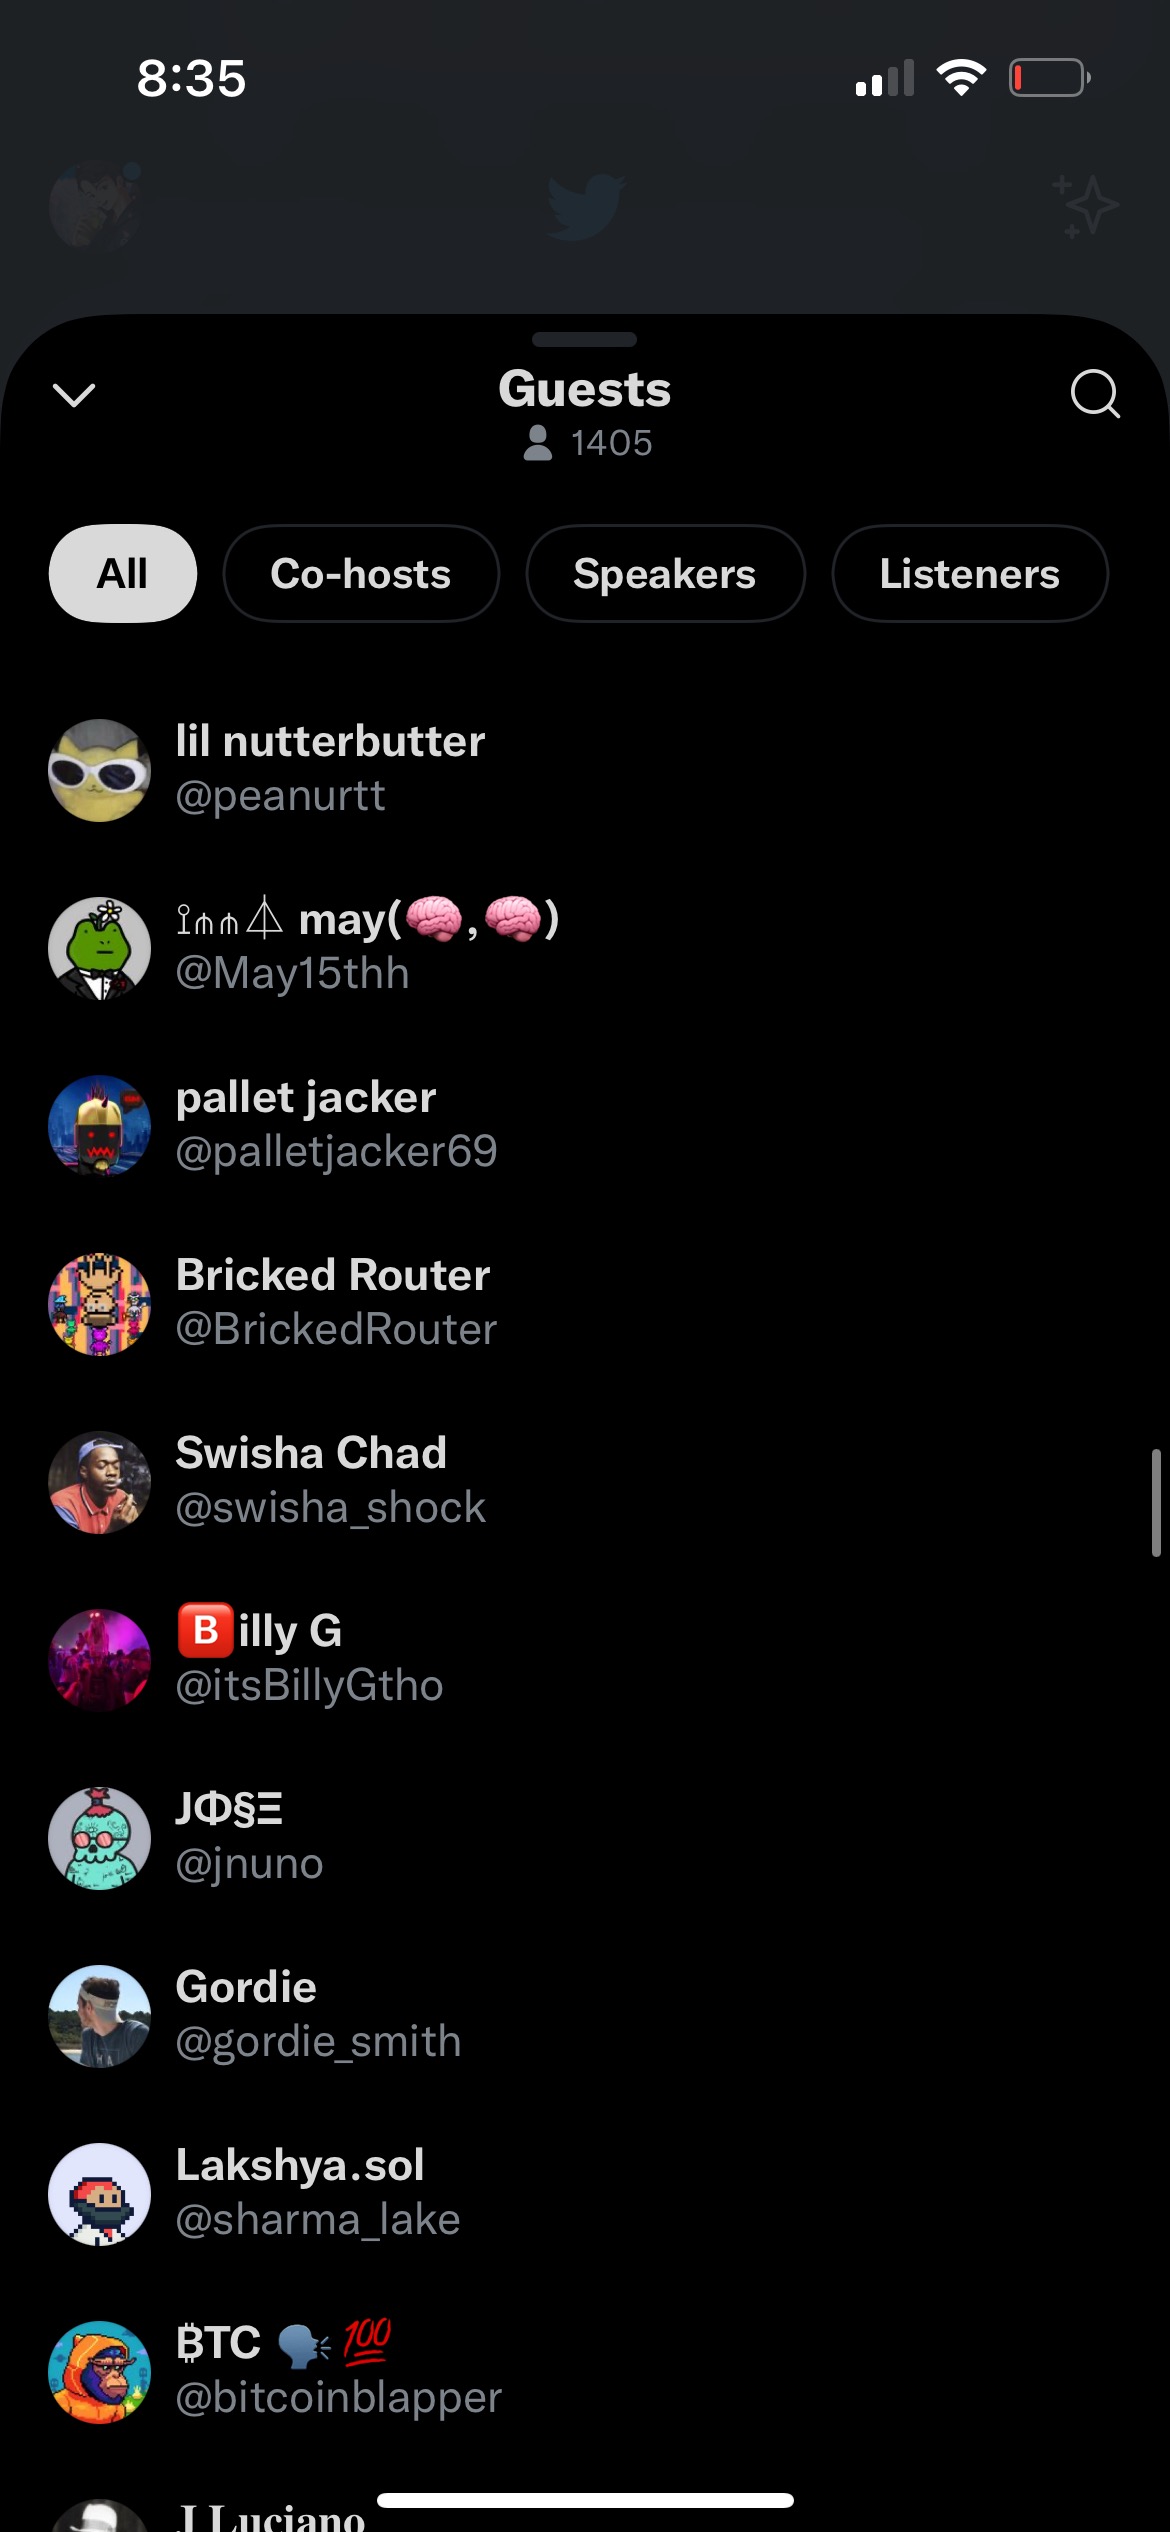 8:35
Guests
1405
All
Co-hosts
Speakers
Listeners
lil nutterbutter
@peanurtt
may(🧠,🧠)
@May15thh
pallet jacker
@palletjacker69
Bricked Router
@BrickedRouter
Swisha Chad
@swisha_shock
🅱️illy G
@itsBillyGtho
JΦ§Ξ
@jnuno
Gordie
@gordie_smith
Lakshya.sol
@sharma_lake
₿TC 🗣️💯
@bitcoinblapper
J Luciano